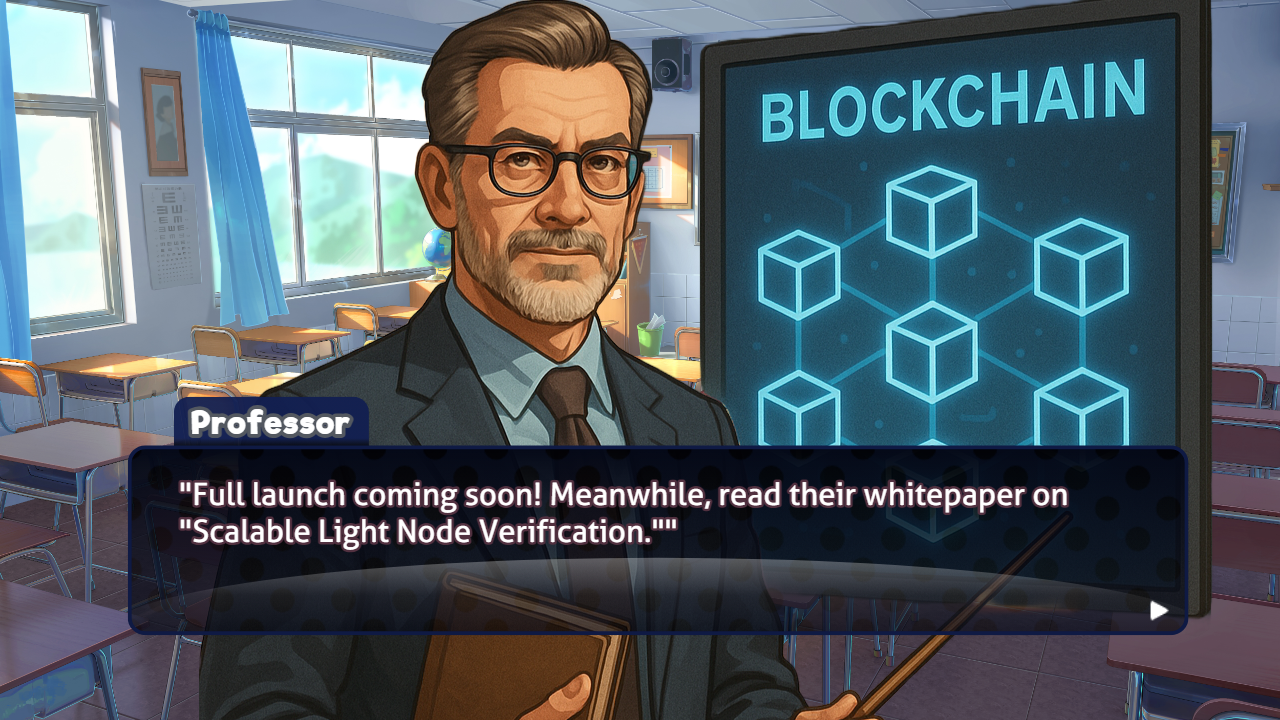 BLOCKCHAIN
Professor
"Full launch coming soon! Meanwhile, read their whitepaper on
"Scalable Light Node Verification.""